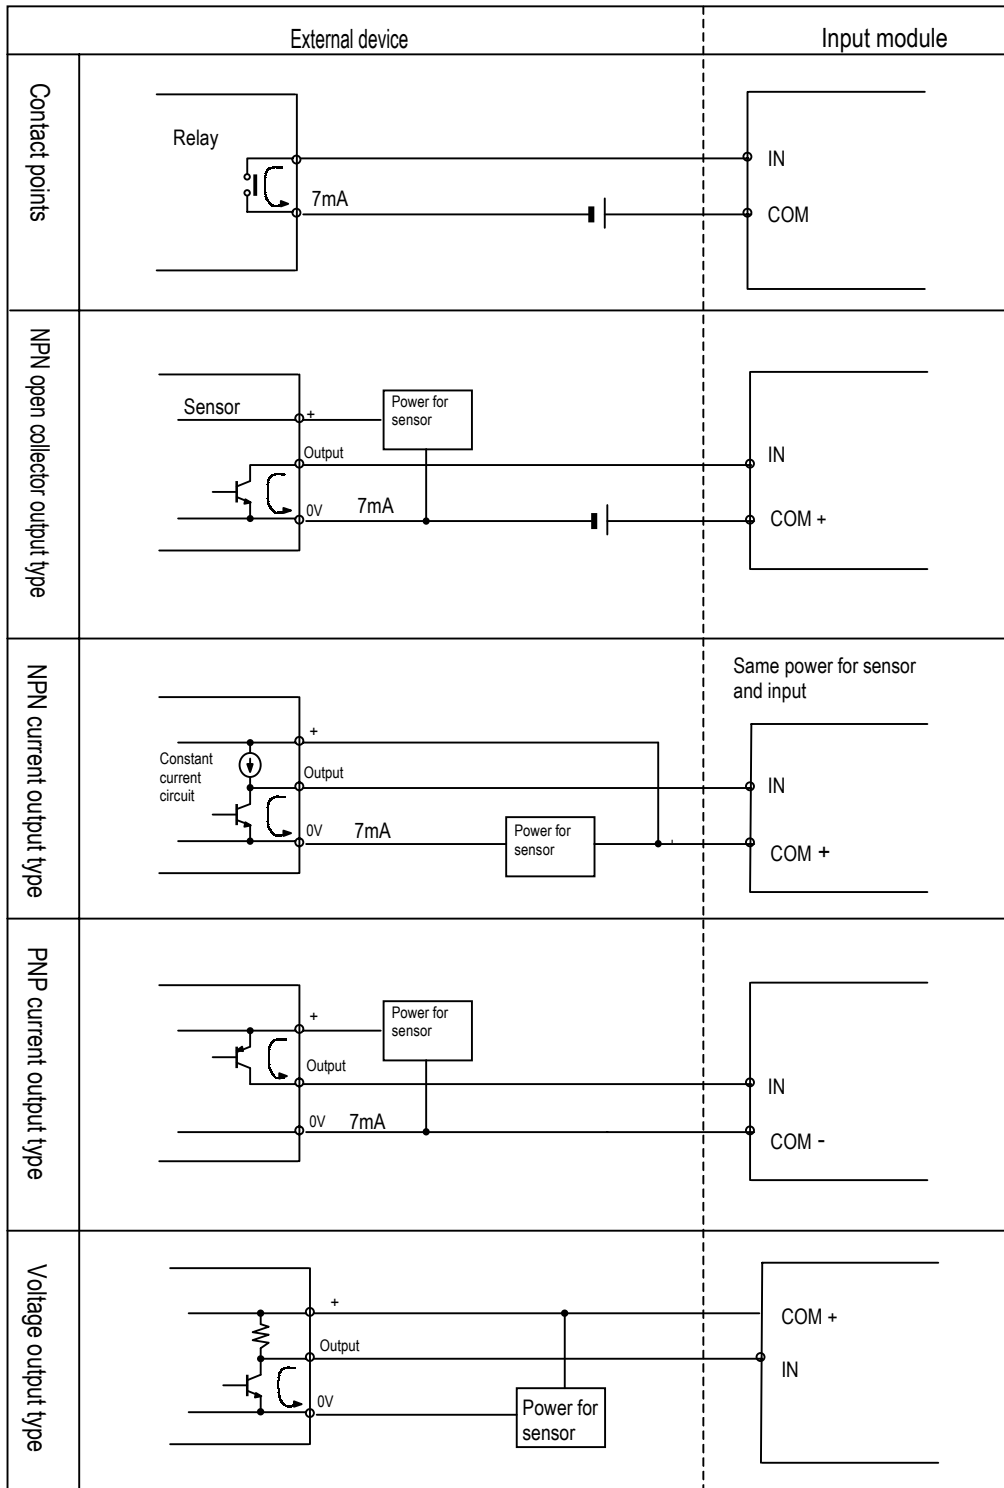 External device
Input module
Contact points
Relay
7mA
IN
COM
NPN open collector output type
Sensor
+
Power for
sensor
Output
IN
0V
7mA
COM +
NPN current output type
Same power for sensor
and input
+
Constant
current
circuit
Output
IN
0V
7mA
Power for
sensor
COM +
PNP current output type
+
Power for
sensor
Output
IN
0V
7mA
COM -
Voltage output type
+
COM +
Output
IN
0V
Power for
sensor